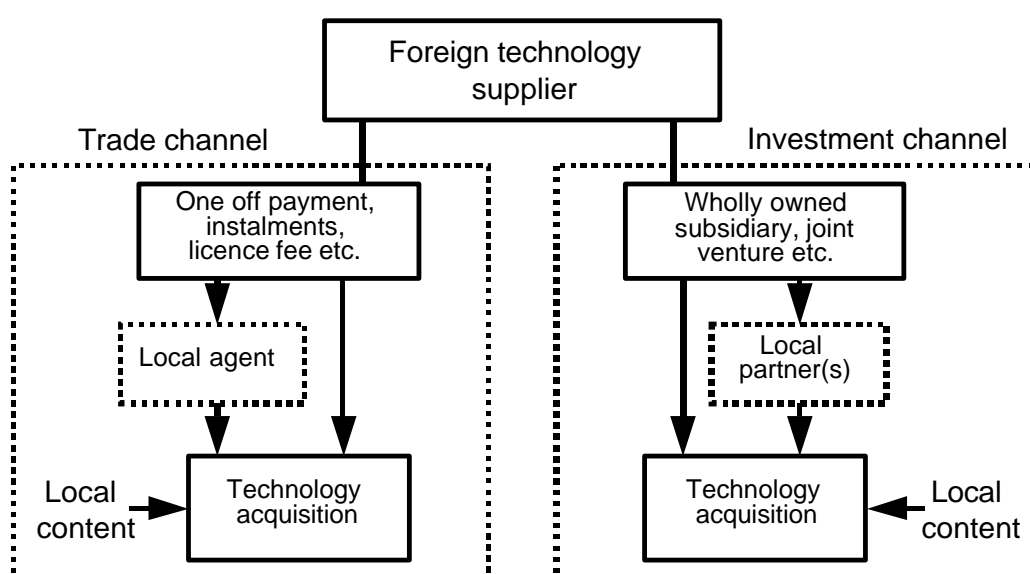 Foreign technology
supplier
Trade channel
Investment channel
One off payment,
instalments,
licence fee etc.
Wholly owned
subsidiary, joint
venture etc.
Local agent
Local
partner(s)
Local
content
Technology
acquisition
Technology
acquisition
Local
content